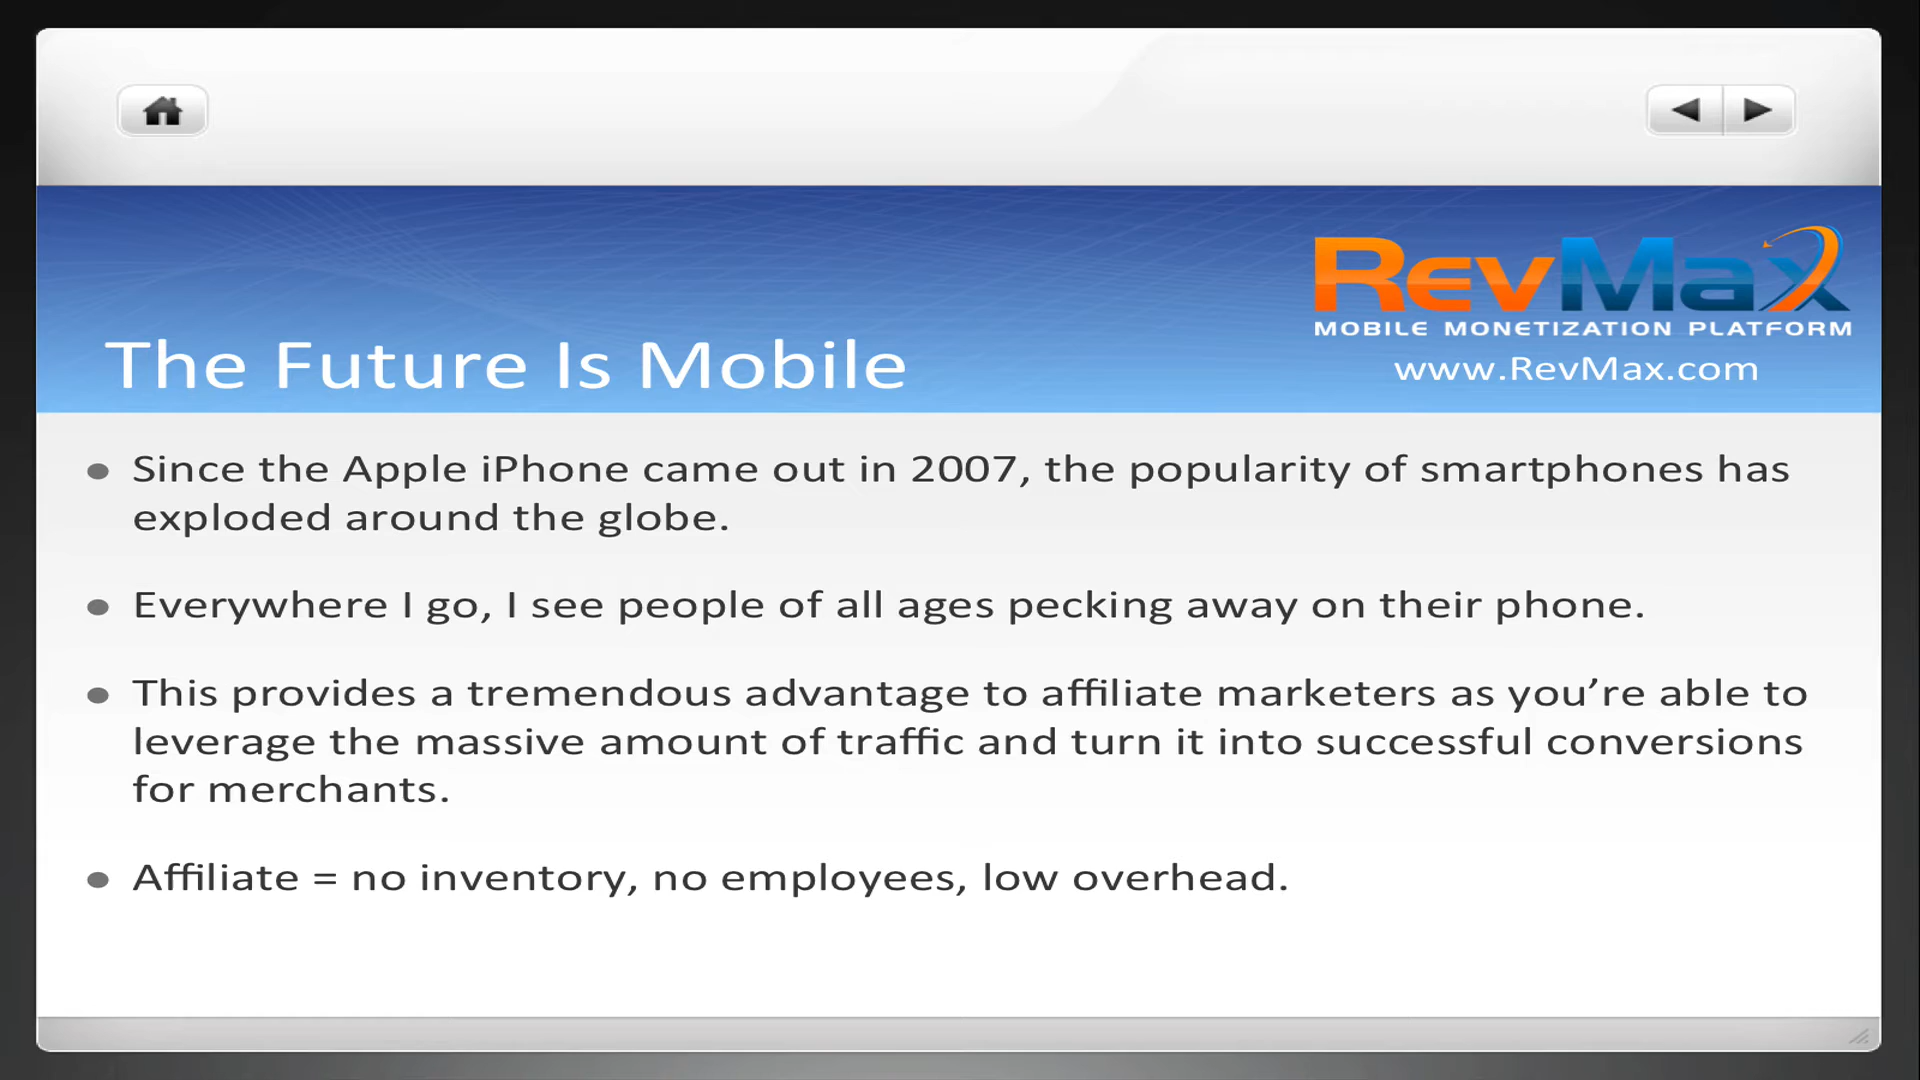 RevMax
MOBILE MONETIZATION PLATFORM
The Future Is Mobile
www.RevMax.com
Since the Apple iPhone came out in 2007, the popularity of smartphones has
exploded around the globe.
Everywhere I go, I see people of all ages pecking away on their phone.
This provides a tremendous advantage to affiliate marketers as you’re able to
leverage the massive amount of traffic and turn it into successful conversions
for merchants.
Affiliate = no inventory, no employees, low overhead.